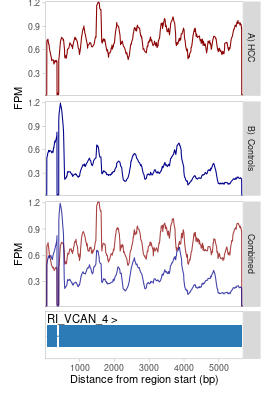 1.2
0.9
0.6
0.3
A) HCC
FPM
1.2
0.9
0.6
0.3
B): Controls
1.2
0.9
0.6
0.3
Combined
FPM
RI_VCAN_4 >
1000 2000 3000 4000 5000
Distance from region start (bp)